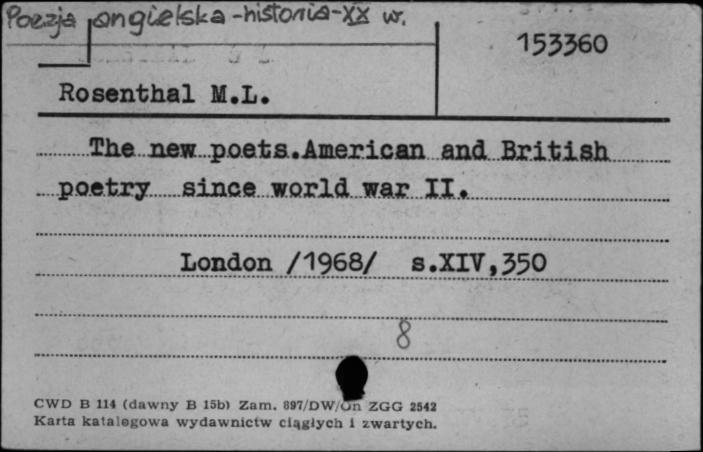 Poezja angielska-historia-XX w.
153360
Rosenthal M.L.
The new poets.American and British
poetry since world war II.
London /1968/ s.XIV,350
8
CWD B 114 (dawny B 15b) Zam. 697/DW/On ZGG 2542
Karta katalogowa wydawnictw ciągłych i zwartych.